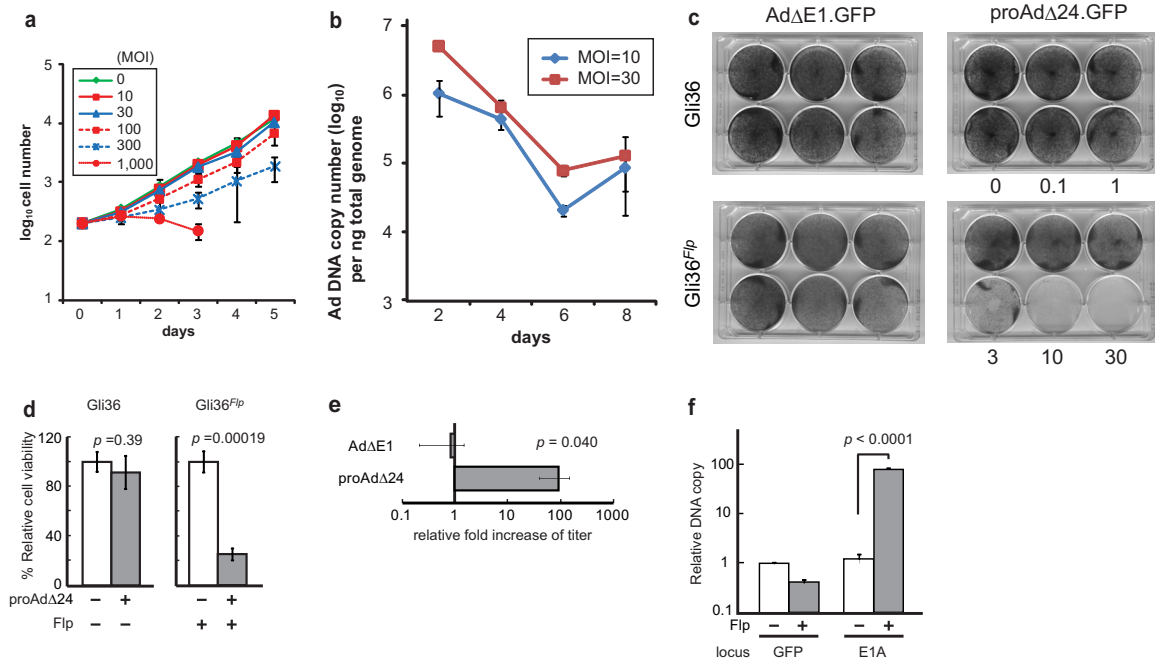 a
(MOI)
0
10
30
100
300
1,000
5
4
3
2
1
log10 cell number
0 1 2 3 4 5
days
b
MOI=10
MOI=30
7
6
5
4
3
Ad DNA copy number (log10)
per ng total genome
2 4 6 8
days
c
AdΔE1.GFP
proAdΔ24.GFP
Gli36
0 0.1 1
Gli36Flp
3 10 30
d
Gli36
Gli36Flp
% Relative cell viability
120
80
40
0
p =0.39
p =0.00019
proAdΔ24 − + − +
Flp − − + +
e
AdΔE1
proAdΔ24
p = 0.040
0.1 1 10 100 1000
relative fold increase of titer
f
p < 0.0001
Relative DNA copy
100
10
1
0.1
Flp − + − +
locus GFP E1A